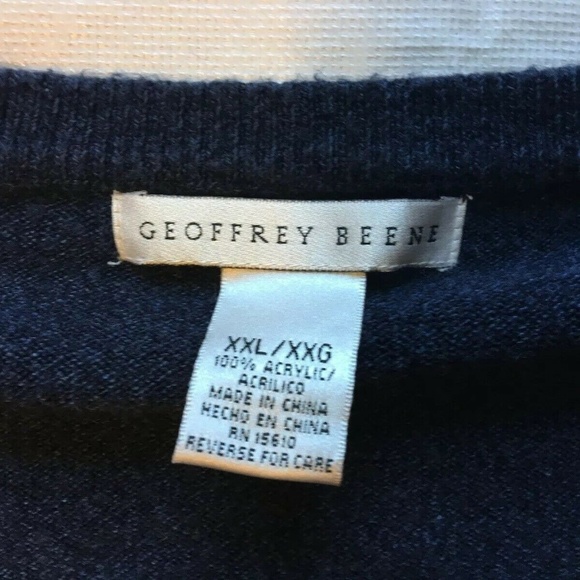 GEOFFREY BEENE
XXL/XXG
100% ACRYLIC/
ACRILICO
MADE IN CHINA
HECHO EN CHINA
RN 15610
REVERSE FOR CARE